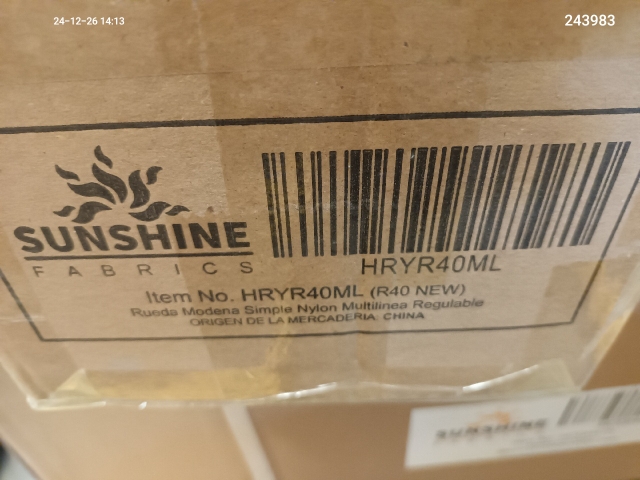 24-12-26 14:13
243983
SUNSHINE
FABRICS
HRYR40ML
Item No. HRYR40ML (R40 NEW)
Rueda Modena Simple Nylon Multilinea Regulable
ORIGEN DE LA MERCADERIA: CHINA
SUNSHINE